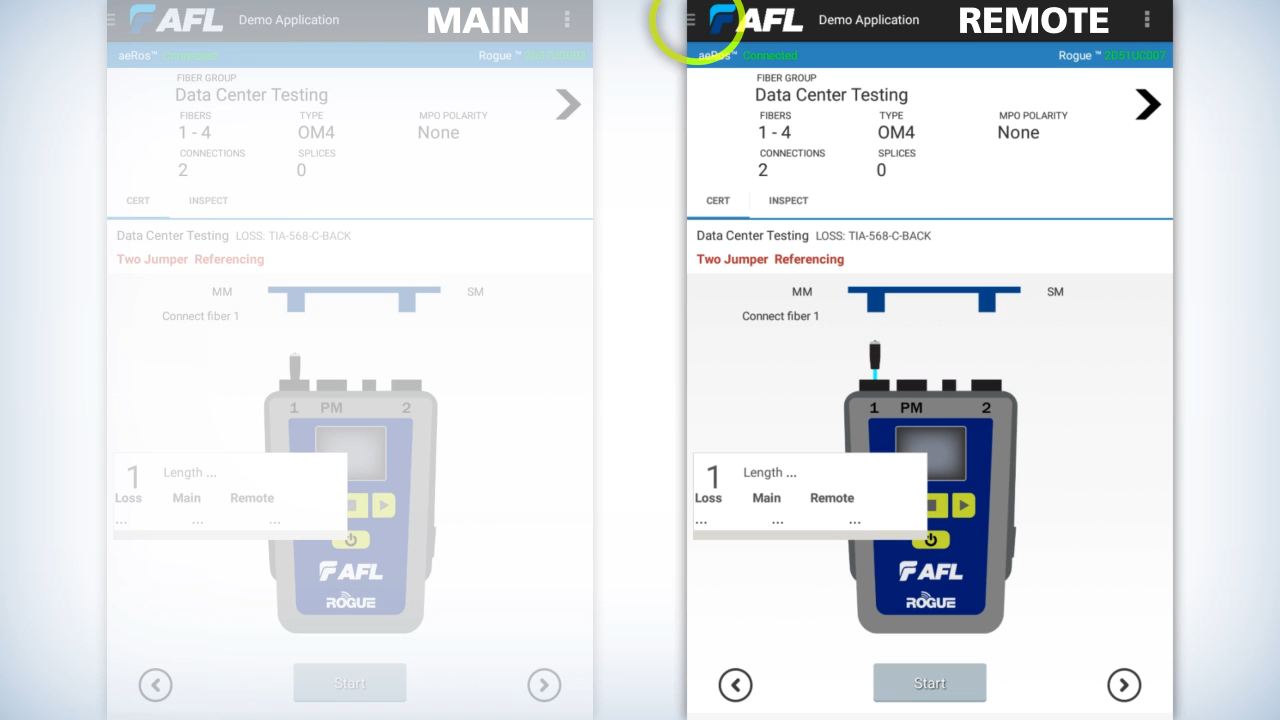 AFL Demo Application MAIN
aeRos™ Connected Rogue ™
FIBER GROUP
Data Center Testing
FIBERS TYPE MPO POLARITY
1 - 4 OM4 None
CONNECTIONS SPLICES
2 0
CERT INSPECT
Data Center Testing LOSS: TIA-568-C-BACK
Two Jumper Referencing
MM SM
Connect fiber 1
1 PM 2
1 Length ...
Loss Main Remote
... ... ...
AFL
ROGUE
Start
AFL Demo Application REMOTE
aeRos™ Connected Rogue ™ 2D51UC007
FIBER GROUP
Data Center Testing
FIBERS TYPE MPO POLARITY
1 - 4 OM4 None
CONNECTIONS SPLICES
2 0
CERT INSPECT
Data Center Testing LOSS: TIA-568-C-BACK
Two Jumper Referencing
MM SM
Connect fiber 1
1 PM 2
1 Length ...
Loss Main Remote
... ... ...
AFL
ROGUE
Start